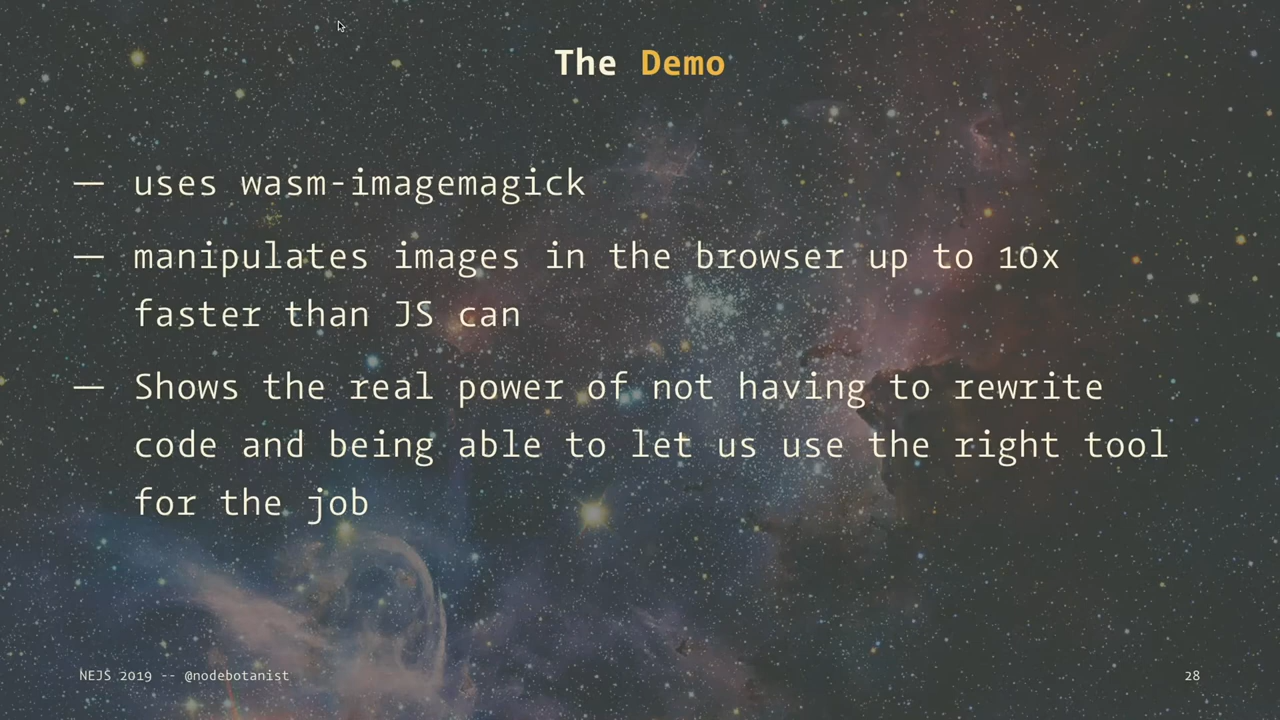 The Demo
— uses wasm-imagemagick
— manipulates images in the browser up to 10x
faster than JS can
— Shows the real power of not having to rewrite
code and being able to let us use the right tool
for the job
NEJS 2019 -- @nodebotanist
28